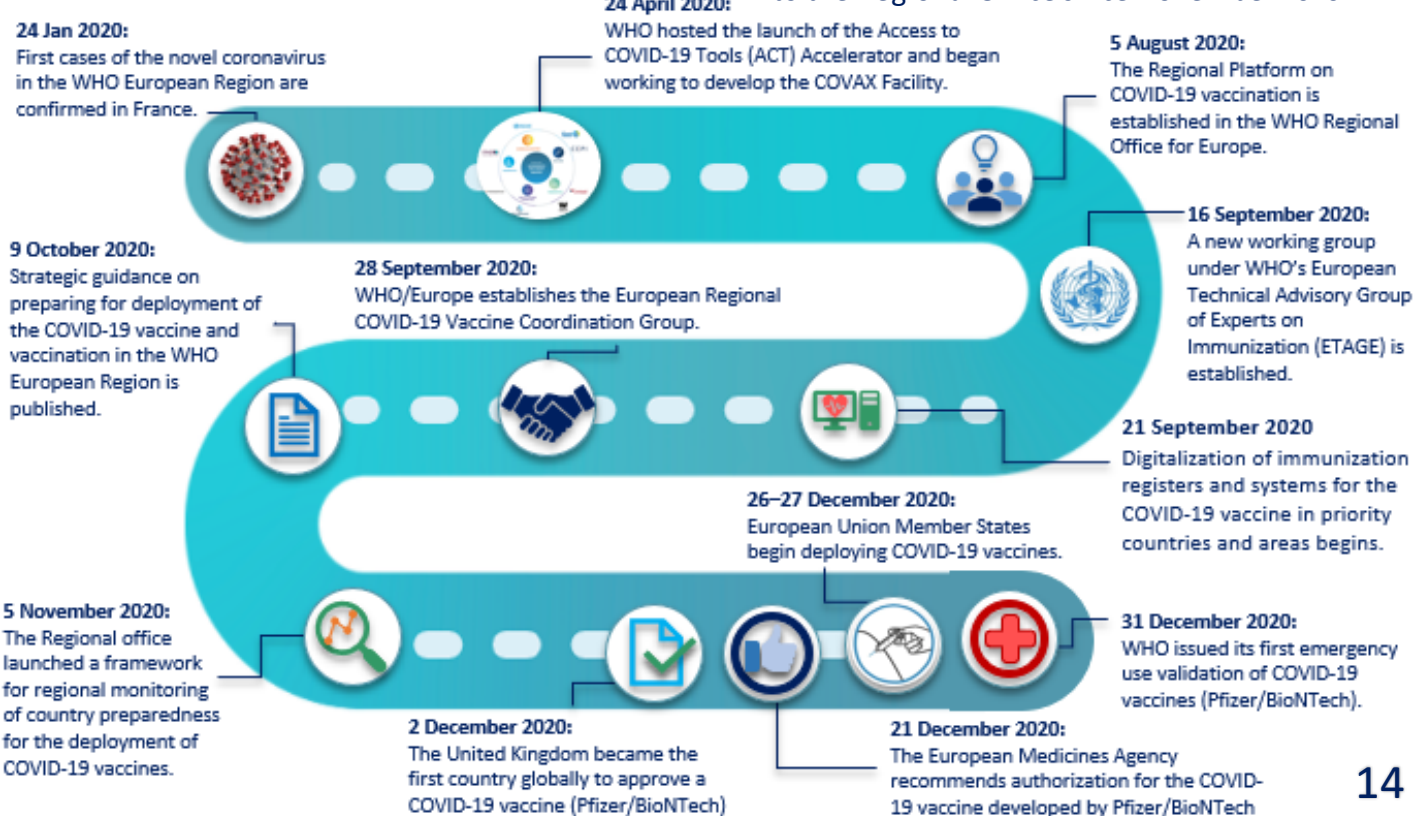 24 Jan 2020:
First cases of the novel coronavirus
in the WHO European Region are
confirmed in France.
24 April 2020:
WHO hosted the launch of the Access to
COVID-19 Tools (ACT) Accelerator and began
working to develop the COVAX Facility.
5 August 2020:
The Regional Platform on
COVID-19 vaccination is
established in the WHO Regional
Office for Europe.
16 September 2020:
A new working group
under WHO's European
Technical Advisory Group
of Experts on
Immunization (ETAGE) is
established.
21 September 2020
Digitalization of immunization
registers and systems for the
COVID-19 vaccine in priority
countries and areas begins.
28 September 2020:
WHO/Europe establishes the European Regional
COVID-19 Vaccine Coordination Group.
9 October 2020:
Strategic guidance on
preparing for deployment of
the COVID-19 vaccine and
vaccination in the WHO
European Region is
published.
5 November 2020:
The Regional office
launched a framework
for regional monitoring
of country preparedness
for the deployment of
COVID-19 vaccines.
2 December 2020:
The United Kingdom became the
first country globally to approve a
COVID-19 vaccine (Pfizer/BioNTech)
21 December 2020:
The European Medicines Agency
recommends authorization for the COVID-
19 vaccine developed by Pfizer/BioNTech
26–27 December 2020:
European Union Member States
begin deploying COVID-19 vaccines.
31 December 2020:
WHO issued its first emergency
use validation of COVID-19
vaccines (Pfizer/BioNTech).
14